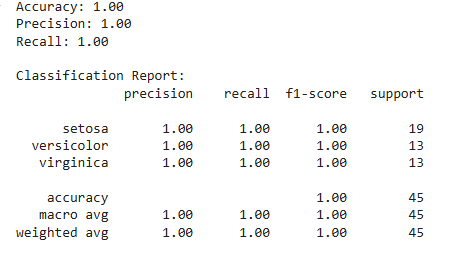 Accuracy: 1.00
Precision: 1.00
Recall: 1.00
Classification Report:
precision recall f1-score support
setosa 1.00 1.00 1.00 19
versicolor 1.00 1.00 1.00 13
virginica 1.00 1.00 1.00 13
accuracy 1.00 45
macro avg 1.00 1.00 1.00 45
weighted avg 1.00 1.00 1.00 45